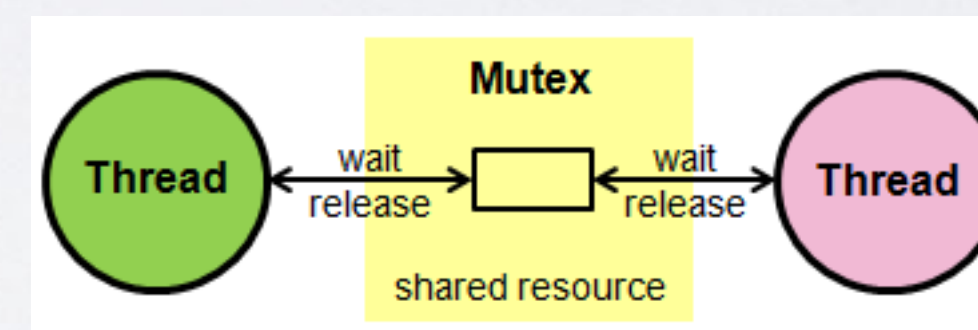 Mutex
Thread
wait
release
wait
release
Thread
shared resource